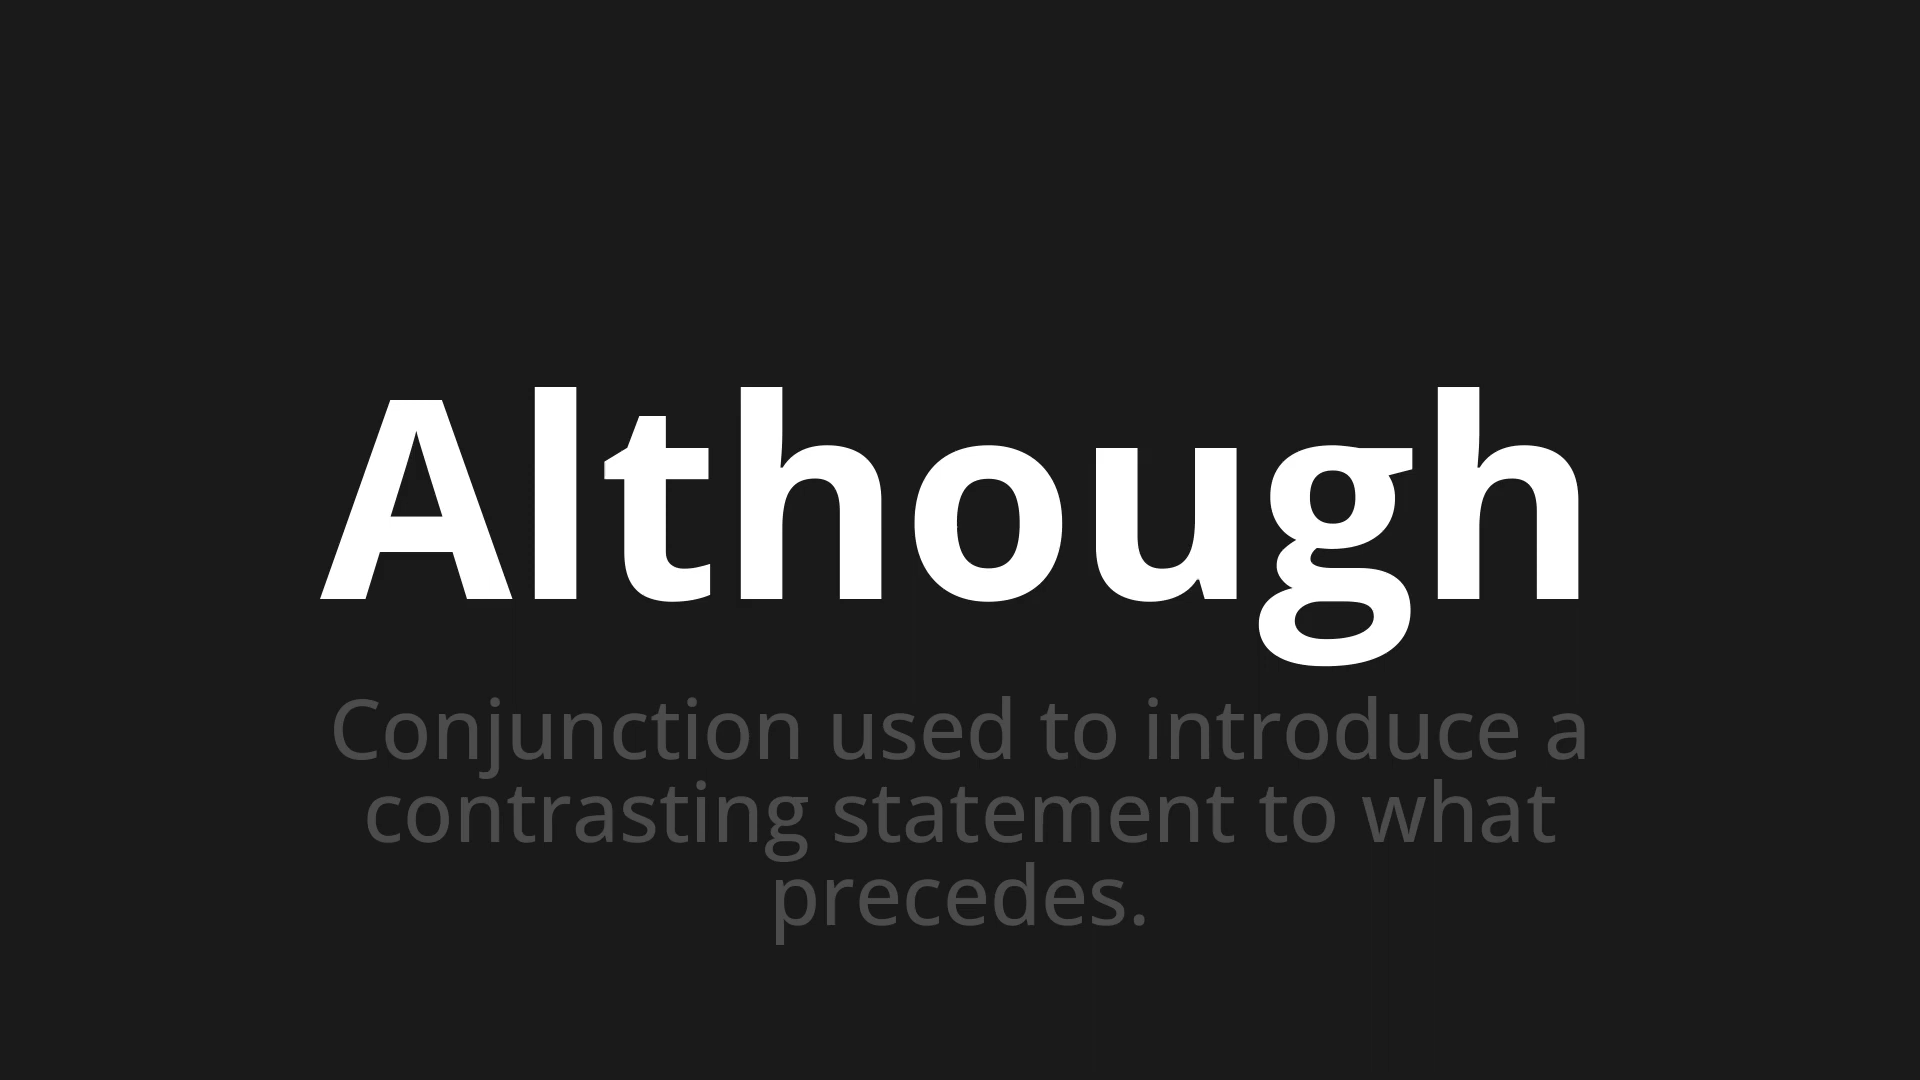 Although
Conjunction used to introduce a
contrasting statement to what
precedes.